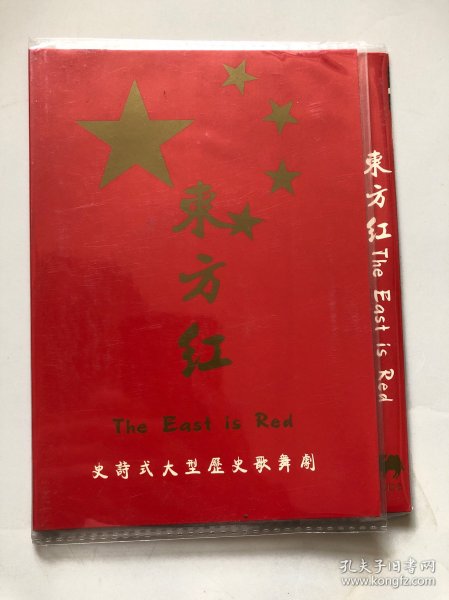 東方红
The East is Red
史詩式大型歷史歌舞劇
東方红 The East is Red
孔夫子旧书网
www.kongfz.com